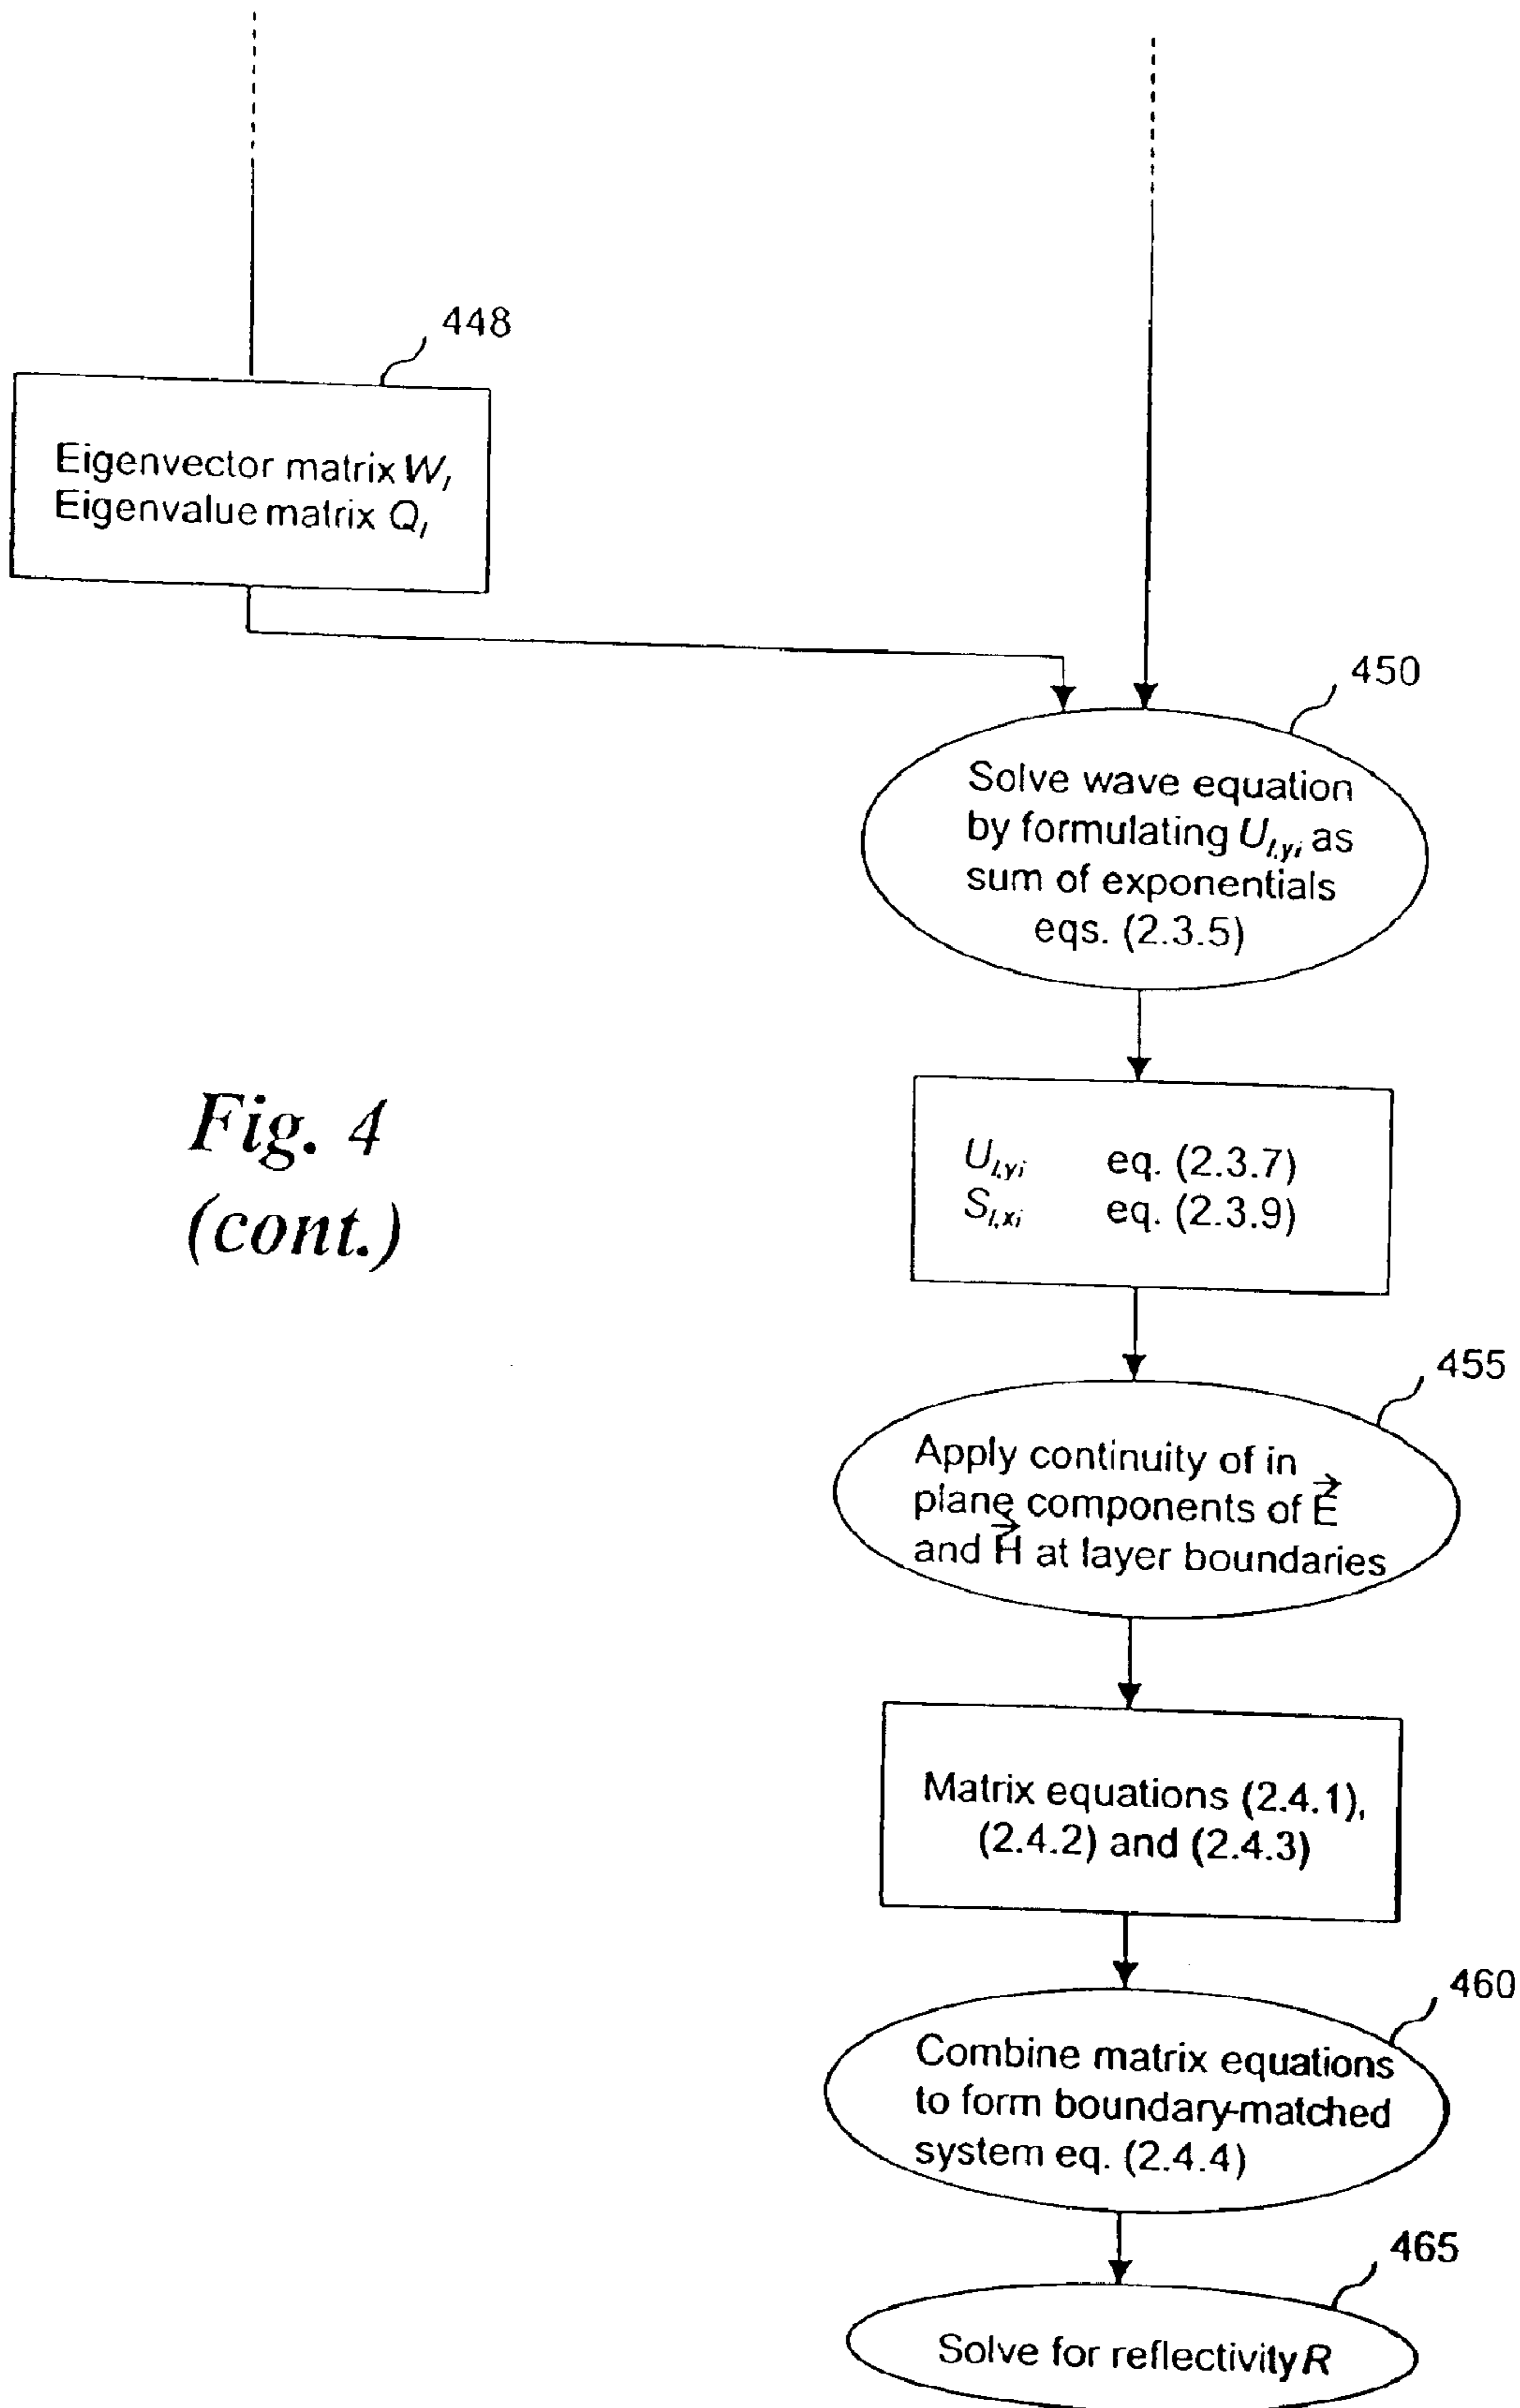 448
Eigenvector matrix W_l
Eigenvalue matrix Q_l
450
Solve wave equation
by formulating U_{l,yi} as
sum of exponentials
eqs. (2.3.5)
Fig. 4
(cont.)
U_{l,yi} eq. (2.3.7)
S_{l,xi} eq. (2.3.9)
455
Apply continuity of in
plane components of E⃗
and H⃗ at layer boundaries
Matrix equations (2.4.1),
(2.4.2) and (2.4.3)
460
Combine matrix equations
to form boundary-matched
system eq. (2.4.4)
465
Solve for reflectivity R